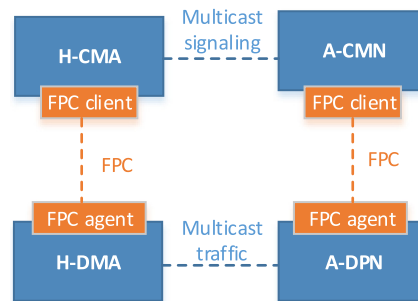 Multicast
signaling
H-CMA
A-CMN
FPC client
FPC client
FPC
FPC
FPC agent
FPC agent
Multicast
traffic
H-DMA
A-DPN